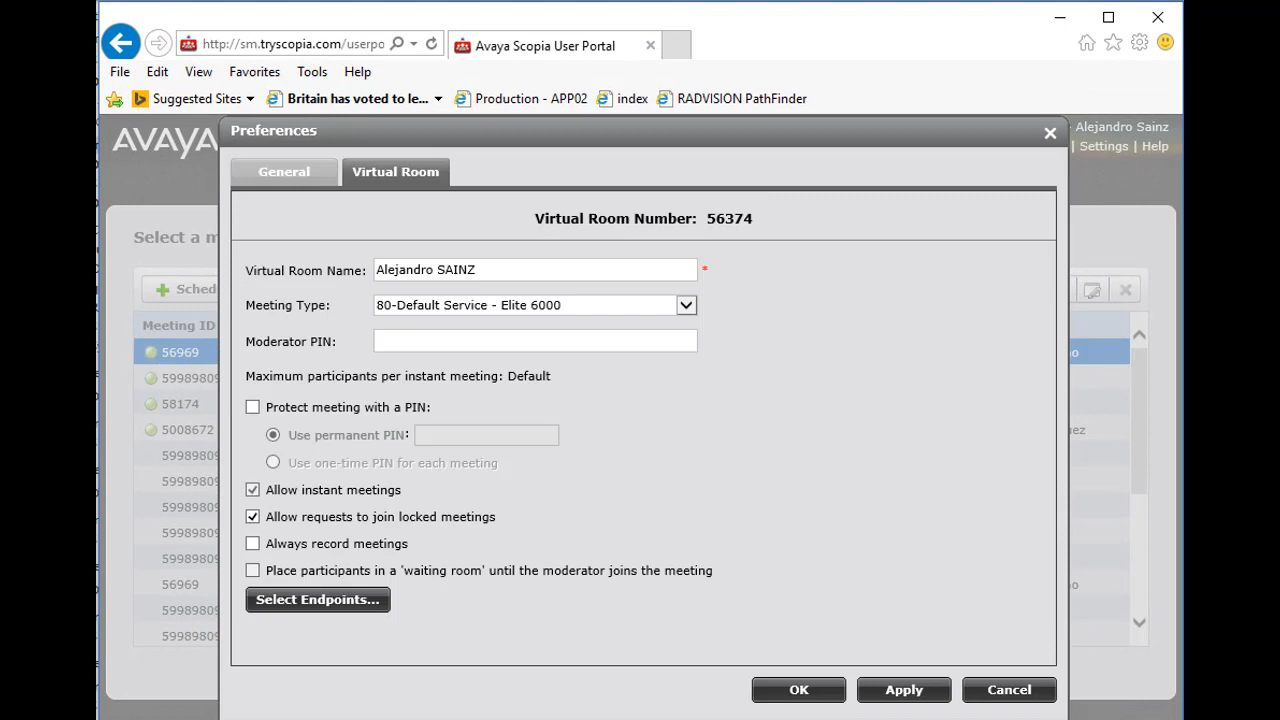 http://sm.tryscopia.com/userpo
Avaya Scopia User Portal
File Edit View Favorites Tools Help
Suggested Sites Britain has voted to le... Production - APP02 index RADVISION PathFinder
AVAYA
Preferences
Alejandro Sainz
| Settings | Help
General Virtual Room
Virtual Room Number: 56374
Select a m
Virtual Room Name: Alejandro SAINZ *
Sched
Meeting Type: 80-Default Service - Elite 6000
Meeting ID
Moderator PIN:
56969
Maximum participants per instant meeting: Default
59989809
58174
Protect meeting with a PIN:
5008672
ez
Use permanent PIN:
59989809
Use one-time PIN for each meeting
59989809
Allow instant meetings
59989809
Allow requests to join locked meetings
59989809
Always record meetings
59989809
Place participants in a 'waiting room' until the moderator joins the meeting
56969
Select Endpoints...
59989809
59989809
OK Apply Cancel